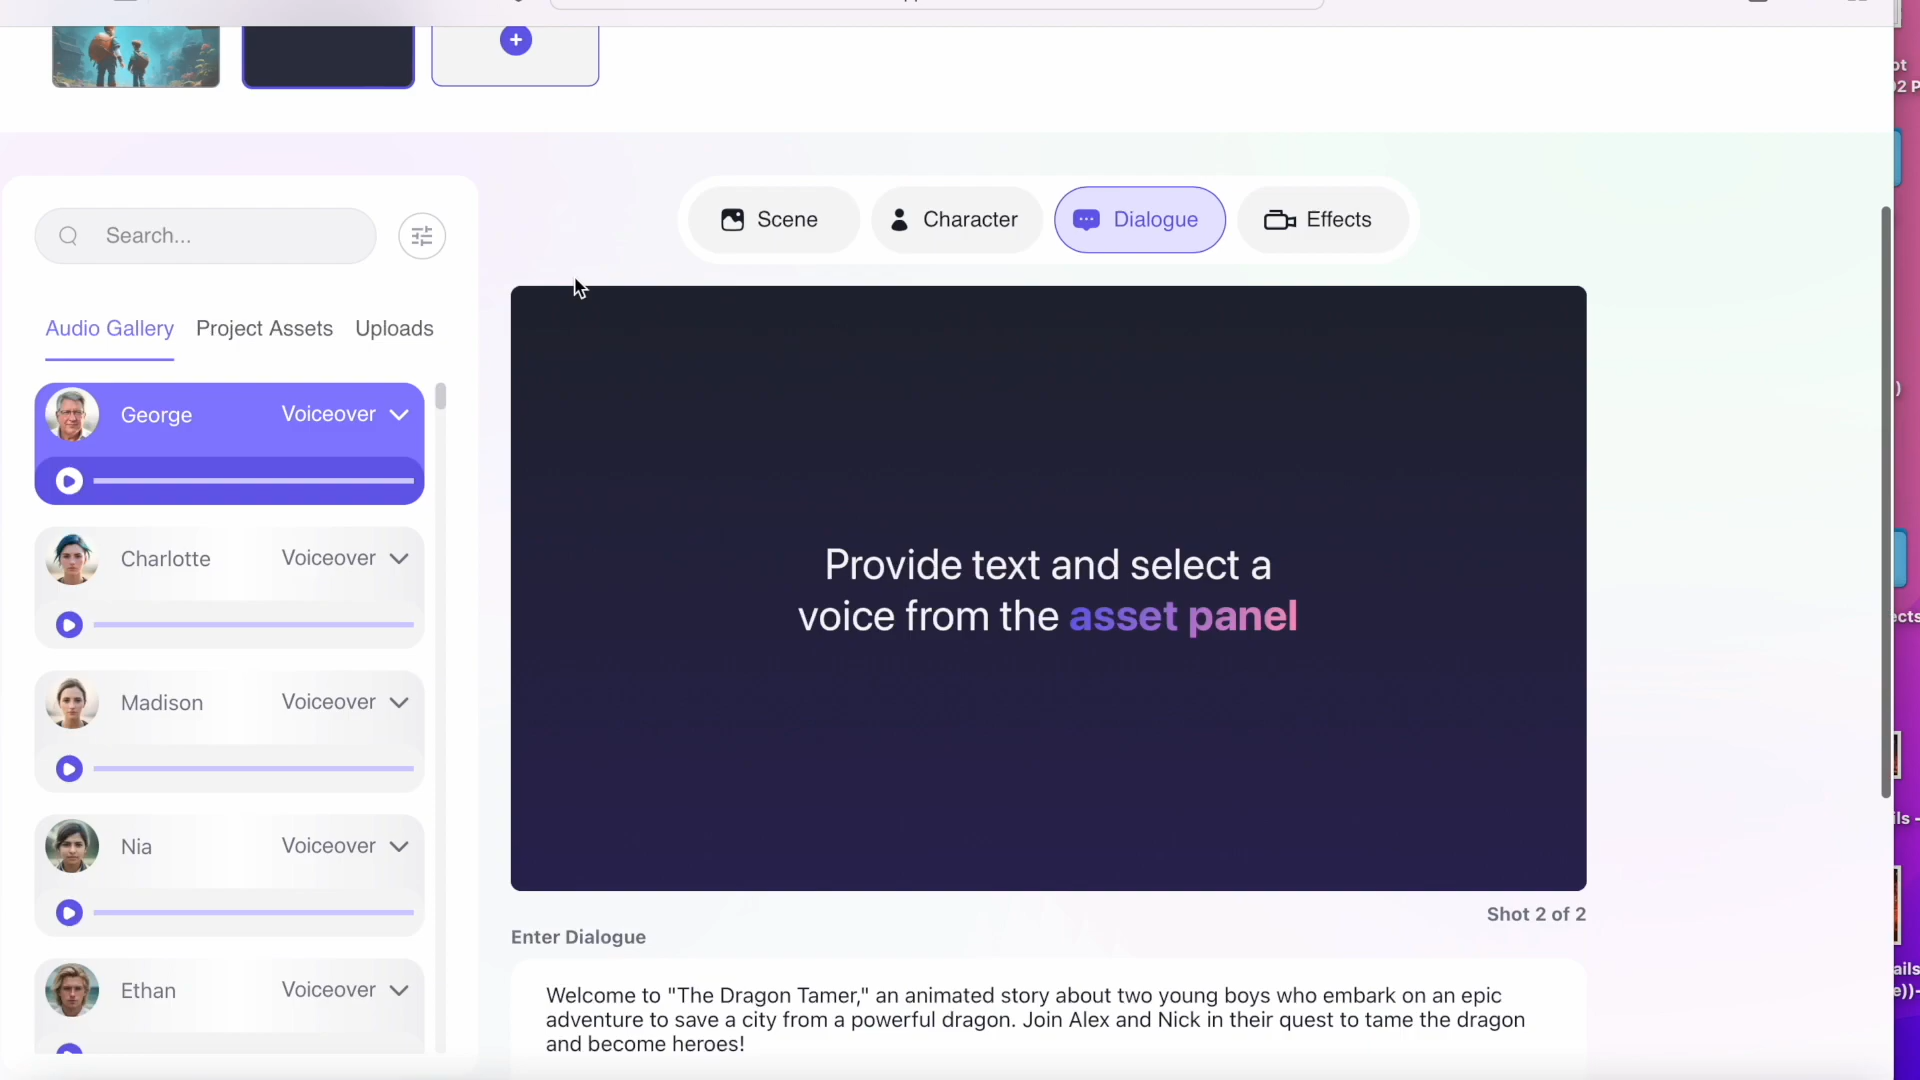 Scene
Character
Dialogue
Effects
Search...
Audio Gallery
Project Assets
Uploads
George
Voiceover
Charlotte
Voiceover
Madison
Voiceover
Nia
Voiceover
Ethan
Voiceover
Provide text and select a
voice from the asset panel
Shot 2 of 2
Enter Dialogue
Welcome to "The Dragon Tamer," an animated story about two young boys who embark on an epic
adventure to save a city from a powerful dragon. Join Alex and Nick in their quest to tame the dragon
and become heroes!